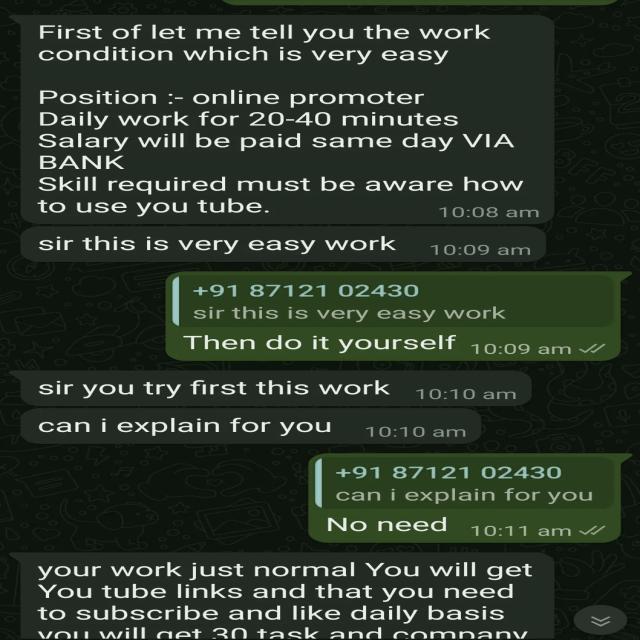 First of let me tell you the work
condition which is very easy
Position :- online promoter
Daily work for 20-40 minutes
Salary will be paid same day VIA
BANK
Skill required must be aware how
to use you tube.
10:08 am
sir this is very easy work 10:09 am
+91 87121 02430
sir this is very easy work
Then do it yourself 10:09 am
sir you try first this work 10:10 am
can i explain for you 10:10 am
+91 87121 02430
can i explain for you
No need 10:11 am
your work just normal You will get
You tube links and that you need
to subscribe and like daily basis
you will get 30 task and company